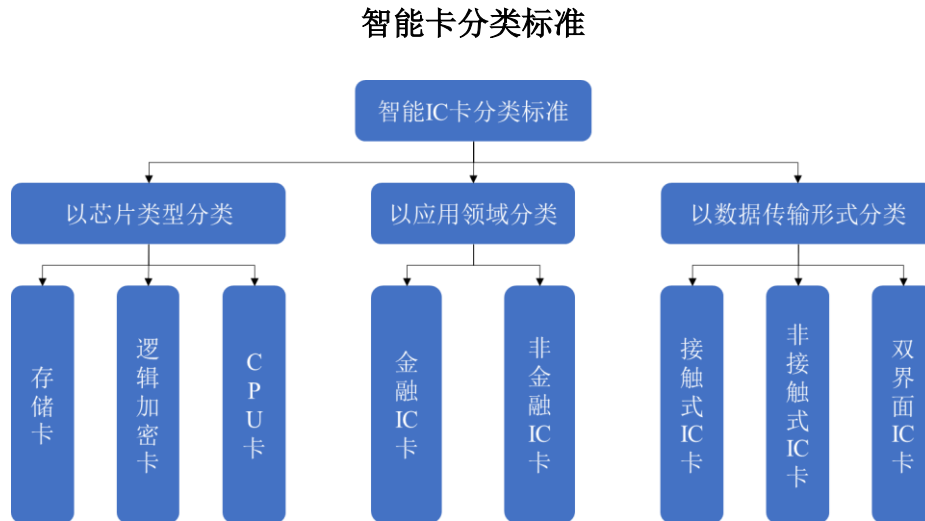 智能卡分类标准
智能IC卡分类标准
以芯片类型分类
以应用领域分类
以数据传输形式分类
存储卡
逻辑加密卡
CPU卡
金融IC卡
非金融IC卡
接触式IC卡
非接触式IC卡
双界面IC卡